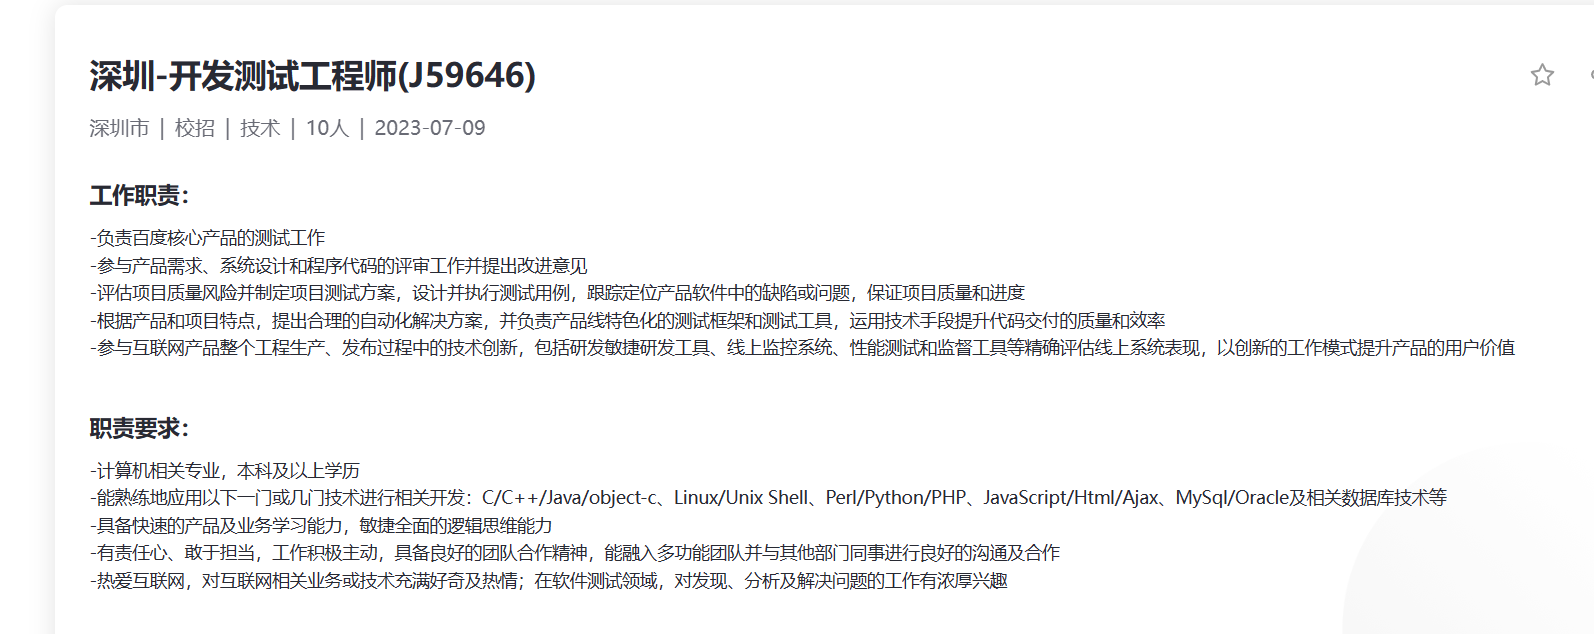 深圳-开发测试工程师(J59646)
深圳市 | 校招 | 技术 | 10人 | 2023-07-09
工作职责：
-负责百度核心产品的测试工作
-参与产品需求、系统设计和程序代码的评审工作并提出改进意见
-评估项目质量风险并制定项目测试方案，设计并执行测试用例，跟踪定位产品软件中的缺陷或问题，保证项目质量和进度
-根据产品和项目特点，提出合理的自动化解决方案，并负责产品线特色化的测试框架和测试工具，运用技术手段提升代码交付的质量和效率
-参与互联网产品整个工程生产、发布过程中的技术创新，包括研发敏捷研发工具、线上监控系统、性能测试和监督工具等精确评估线上系统表现，以创新的工作模式提升产品的用户价值
职责要求：
-计算机相关专业，本科及以上学历
-能熟练地应用以下一门或几门技术进行相关开发：C/C++/Java/object-c、Linux/Unix Shell、Perl/Python/PHP、JavaScript/Html/Ajax、MySql/Oracle及相关数据库技术等
-具备快速的产品及业务学习能力，敏捷全面的逻辑思维能力
-有责任心、敢于担当，工作积极主动，具备良好的团队合作精神，能融入多功能团队并与其他部门同事进行良好的沟通及合作
-热爱互联网，对互联网相关业务或技术充满好奇及热情；在软件测试领域，对发现、分析及解决问题的工作有浓厚兴趣